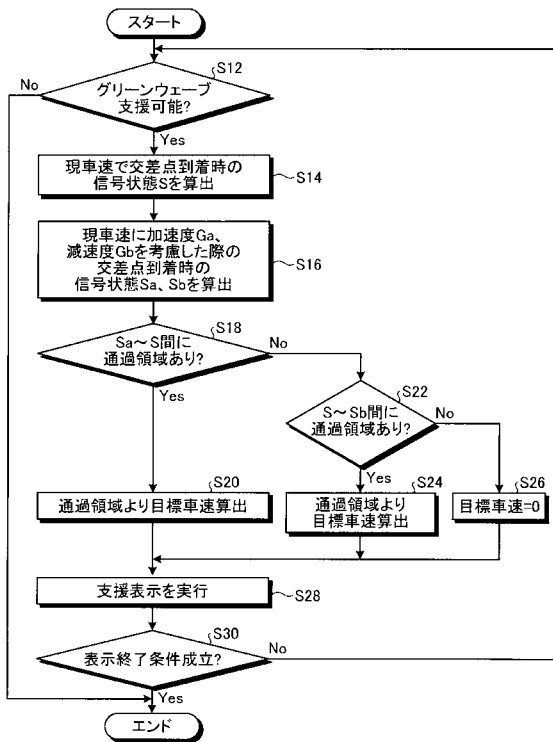 スタート
S12
グリーンウェーブ
支援可能?
No
Yes
現車速で交差点到着時の
信号状態Sを算出
S14
現車速に加速度Ga、
減速度Gbを考慮した際の
交差点到着時の
信号状態Sa、Sbを算出
S16
S18
Sa～S間に
通過領域あり?
No
Yes
S22
S～Sb間に
通過領域あり?
No
Yes
S20
通過領域より目標車速算出
S24
通過領域より
目標車速算出
S26
目標車速=0
支援表示を実行
S28
S30
表示終了条件成立?
No
Yes
エンド